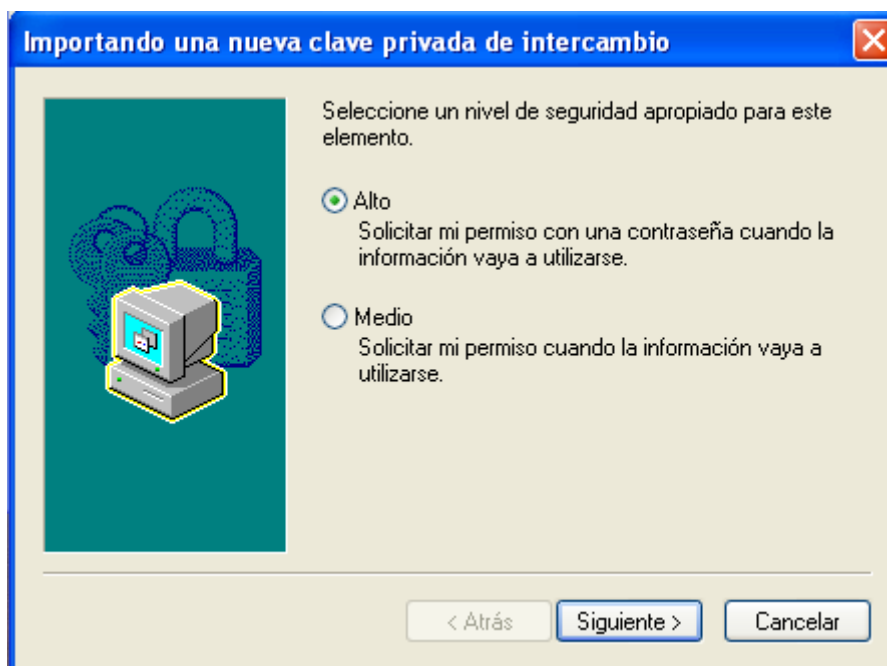 Importando una nueva clave privada de intercambio
Seleccione un nivel de seguridad apropiado para este
elemento.
Alto
Solicitar mi permiso con una contraseña cuando la
información vaya a utilizarse.
Medio
Solicitar mi permiso cuando la información vaya a
utilizarse.
< Atrás
Siguiente >
Cancelar